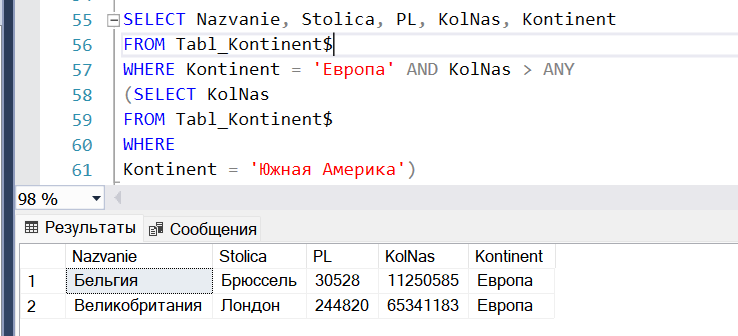 55 SELECT Nazvanie, Stolica, PL, KolNas, Kontinent
56 FROM Tabl_Kontinent$
57 WHERE Kontinent = 'Европа' AND KolNas > ANY
58 (SELECT KolNas
59 FROM Tabl_Kontinent$
60 WHERE
61 Kontinent = 'Южная Америка')
98 %
Результаты Сообщения
Nazvanie Stolica PL KolNas Kontinent
1 Бельгия Брюссель 30528 11250585 Европа
2 Великобритания Лондон 244820 65341183 Европа